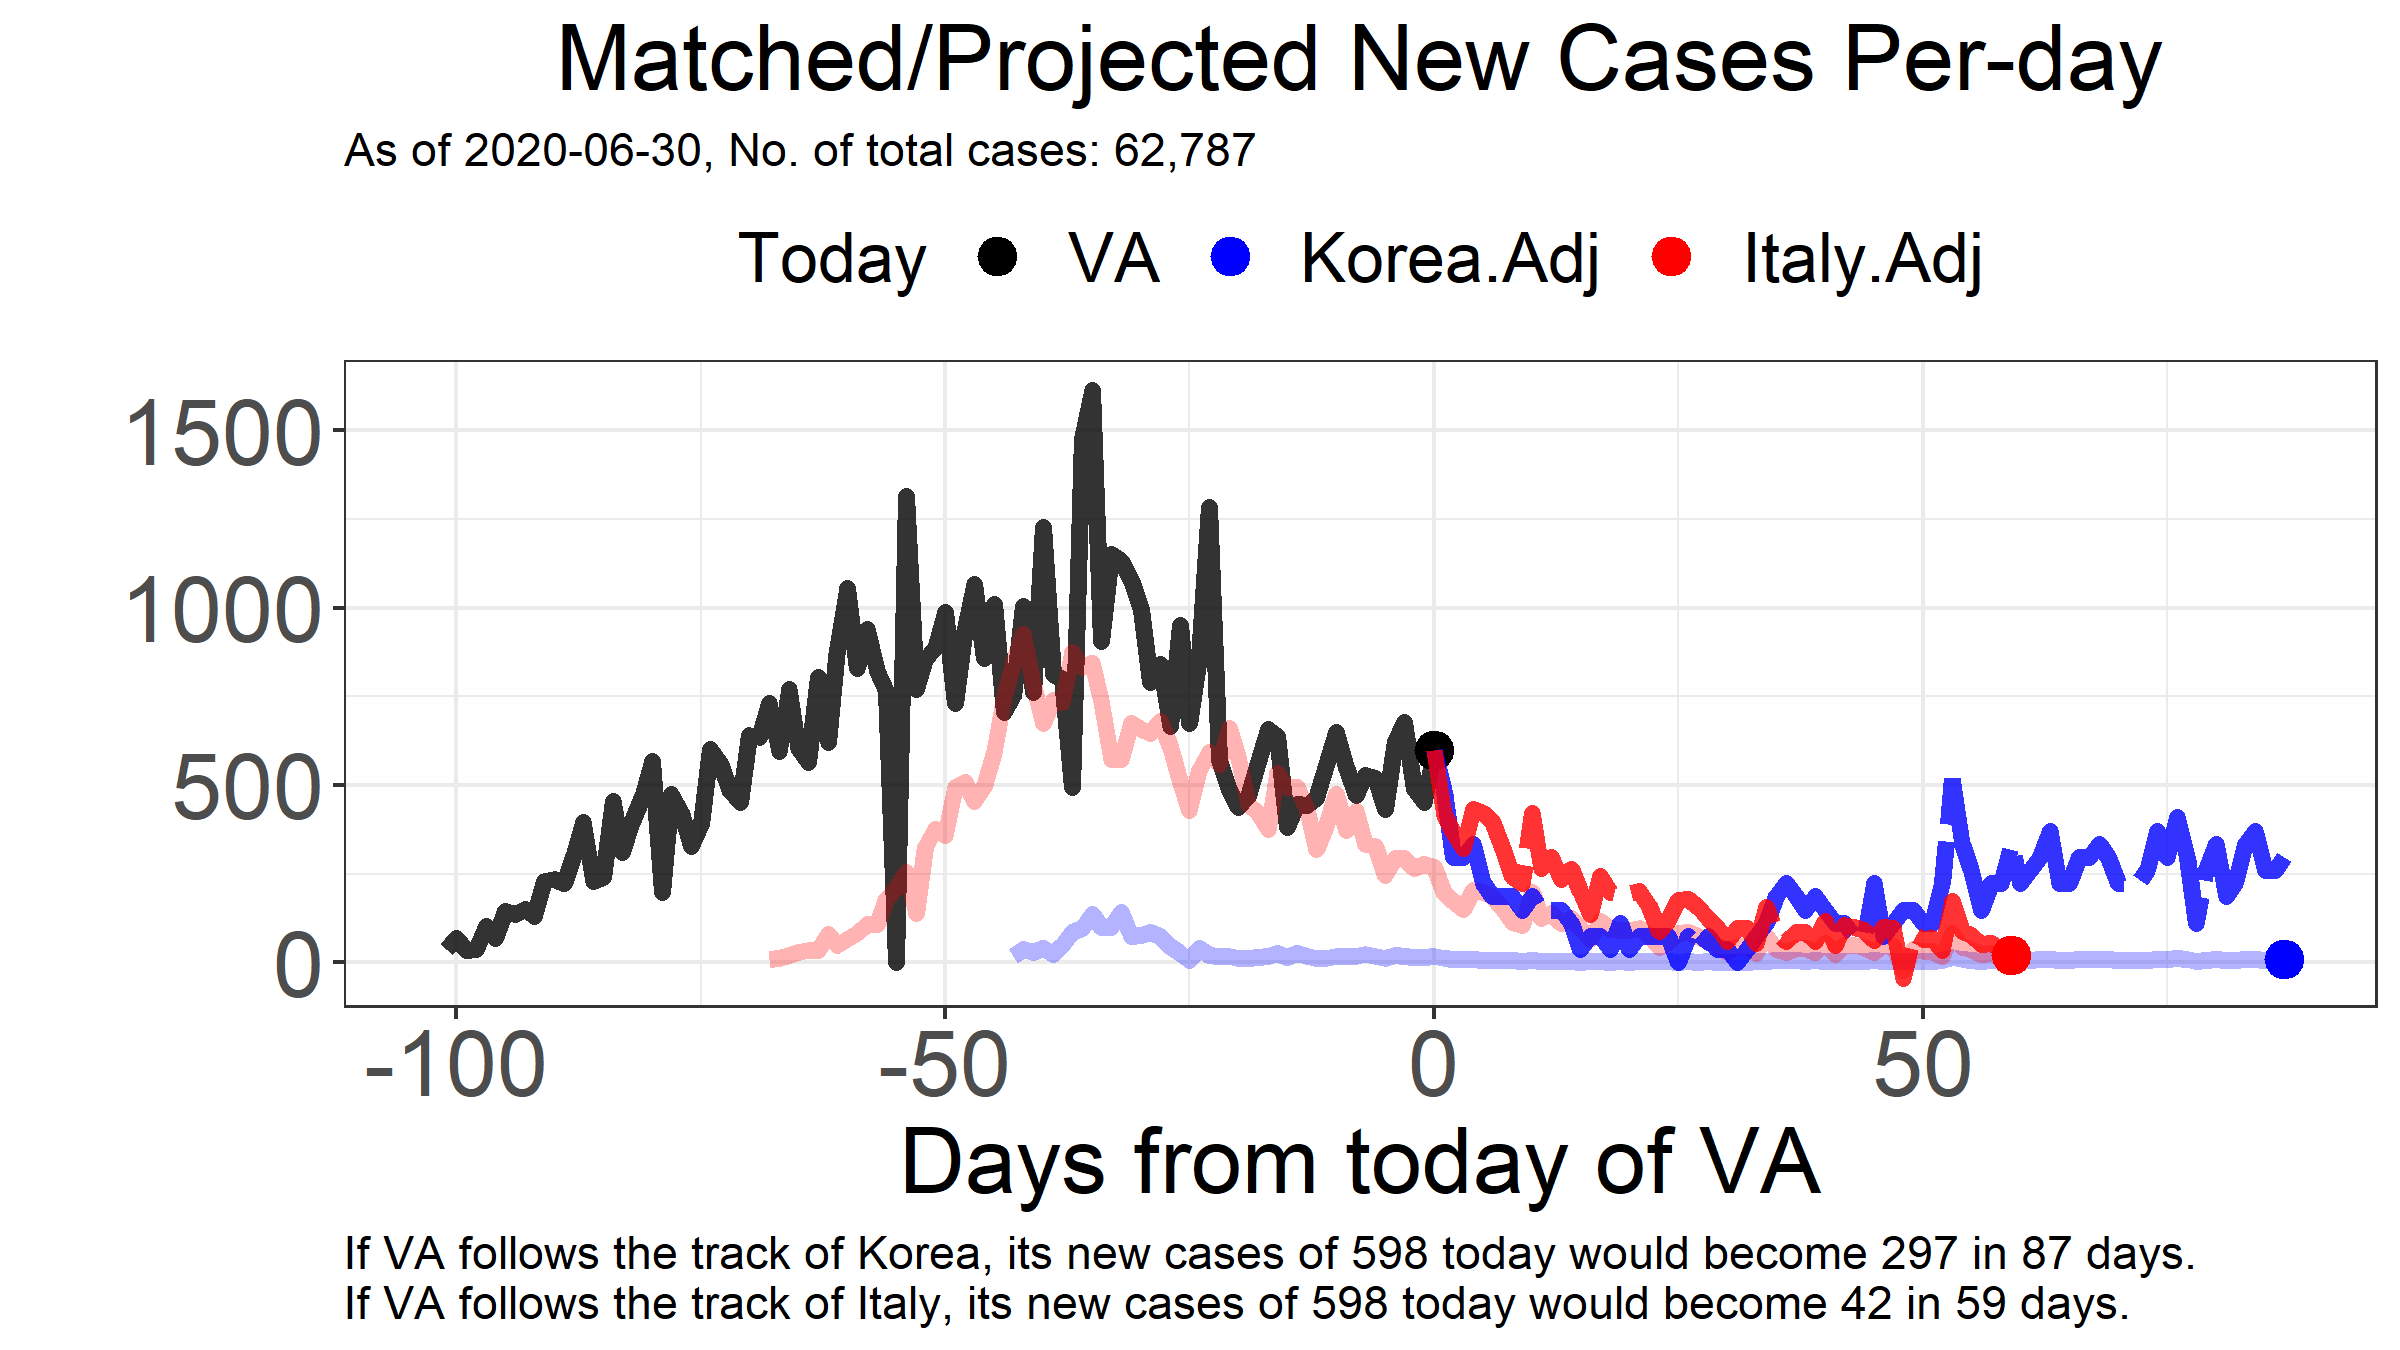 Matched/Projected New Cases Per-day
As of 2020-06-30, No. of total cases: 62,787
Today VA Korea.Adj Italy.Adj
1500
1000
500
0
-100 -50 0 50
Days from today of VA
If VA follows the track of Korea, its new cases of 598 today would become 297 in 87 days.
If VA follows the track of Italy, its new cases of 598 today would become 42 in 59 days.